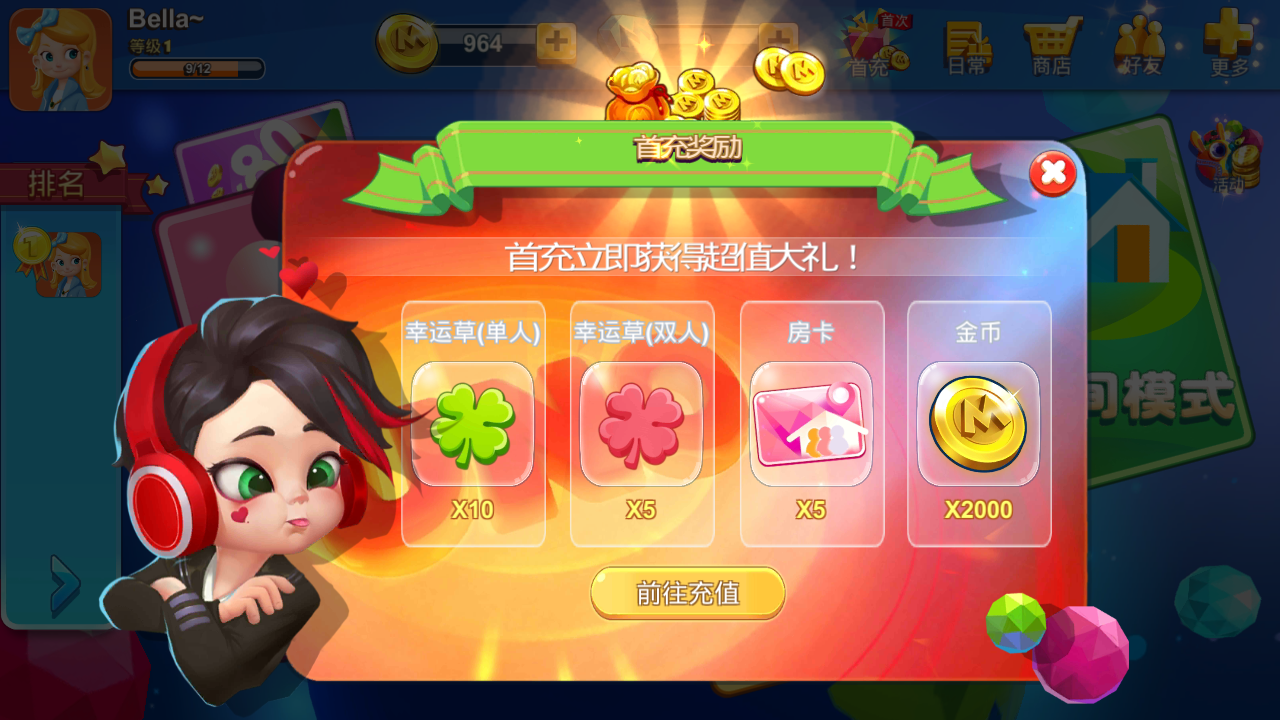 Bella~
等级1
9/12
964
首次
首充
日常
商店
好友
更多
排名
1
80
活动
首充奖励
首充立即获得超值大礼！
幸运草(单人)
幸运草(双人)
房卡
金币
X10
X5
X5
X2000
间模式
前往充值